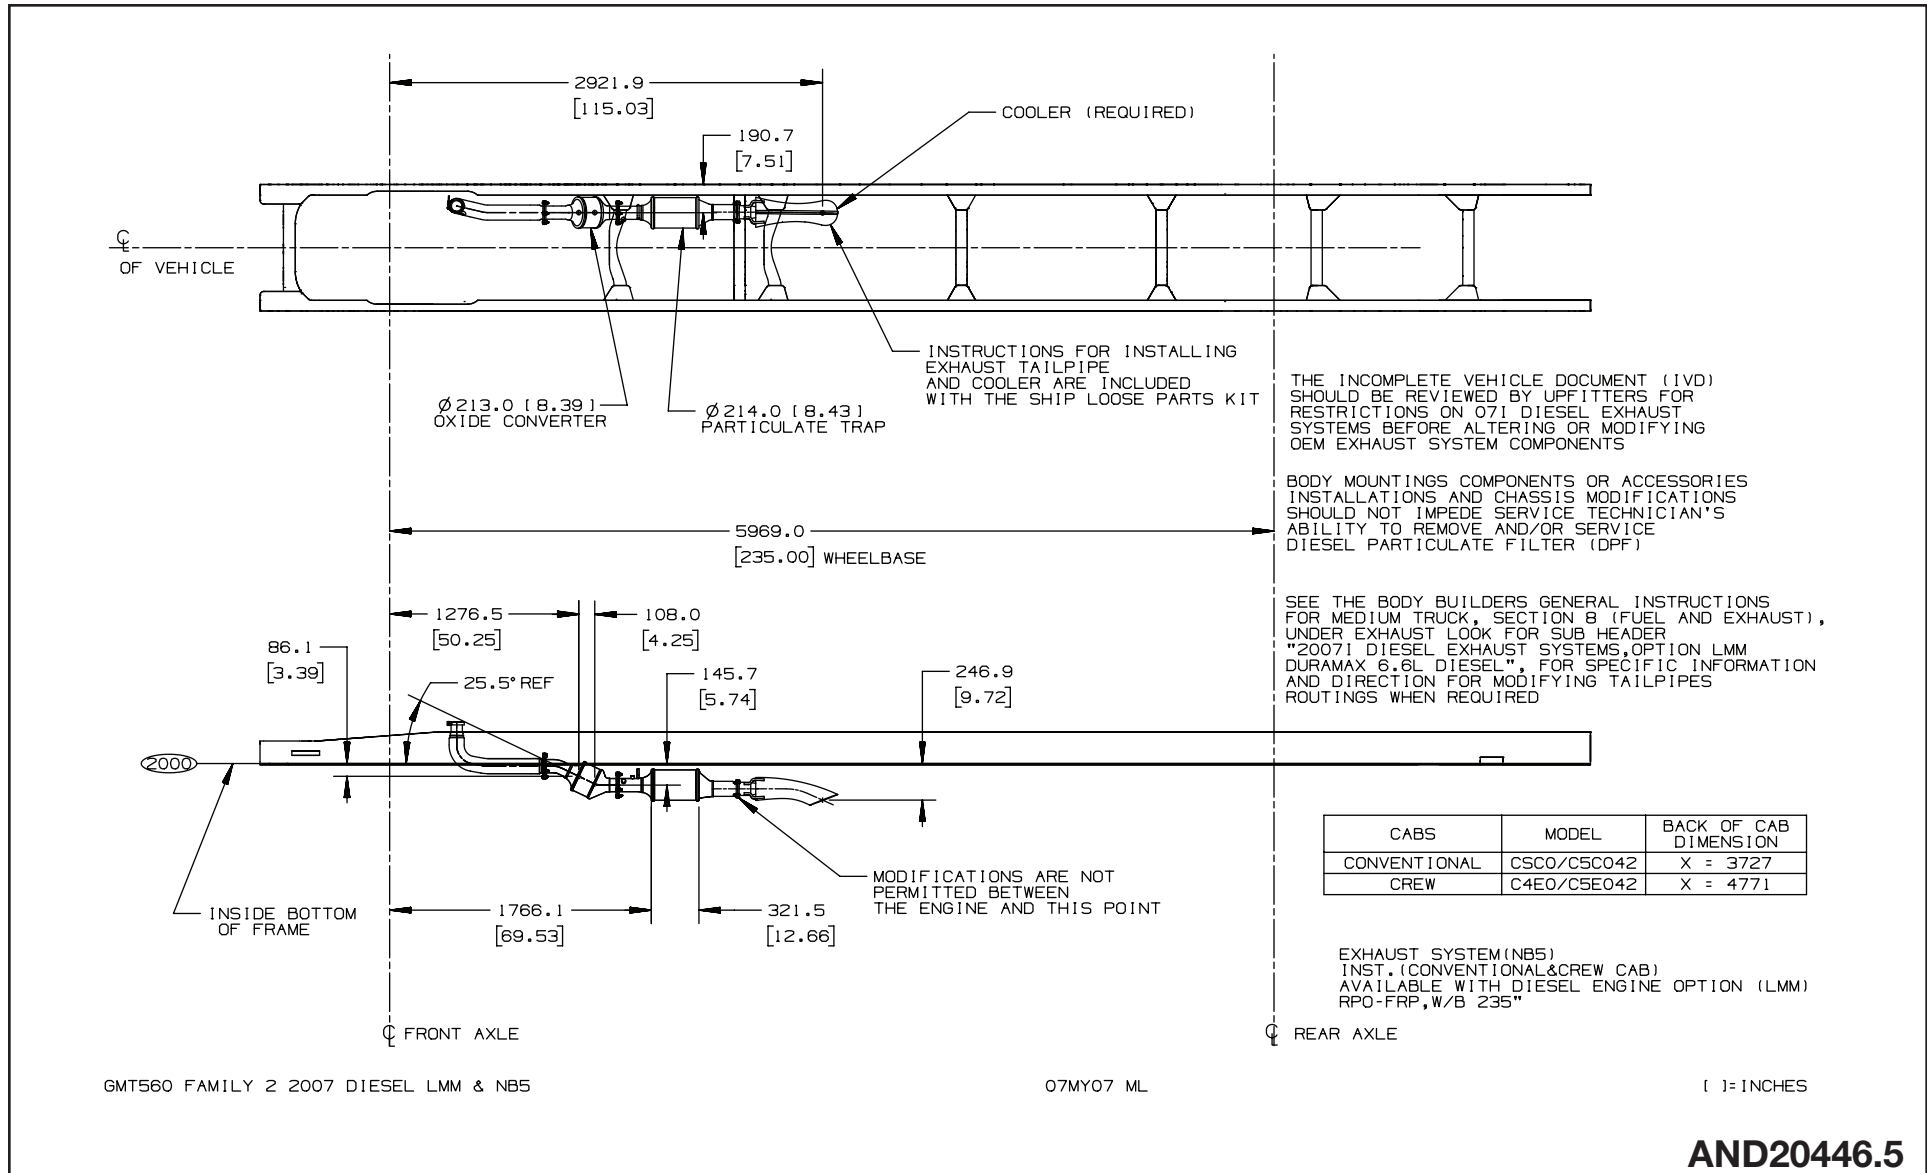 2921.9
[115.03]
COOLER (REQUIRED)
190.7
[7.51]
℄
OF VEHICLE
INSTRUCTIONS FOR INSTALLING
EXHAUST TAILPIPE
AND COOLER ARE INCLUDED
WITH THE SHIP LOOSE PARTS KIT
Ø213.0 [8.39]
OXIDE CONVERTER
Ø214.0 [8.43]
PARTICULATE TRAP
THE INCOMPLETE VEHICLE DOCUMENT (IVD)
SHOULD BE REVIEWED BY UPFITTERS FOR
RESTRICTIONS ON 07I DIESEL EXHAUST
SYSTEMS BEFORE ALTERING OR MODIFYING
OEM EXHAUST SYSTEM COMPONENTS
BODY MOUNTINGS COMPONENTS OR ACCESSORIES
INSTALLATIONS AND CHASSIS MODIFICATIONS
SHOULD NOT IMPEDE SERVICE TECHNICIAN'S
ABILITY TO REMOVE AND/OR SERVICE
DIESEL PARTICULATE FILTER (DPF)
5969.0
[235.00] WHEELBASE
SEE THE BODY BUILDERS GENERAL INSTRUCTIONS
FOR MEDIUM TRUCK, SECTION 8 (FUEL AND EXHAUST),
UNDER EXHAUST LOOK FOR SUB HEADER
"2007I DIESEL EXHAUST SYSTEMS,OPTION LMM
DURAMAX 6.6L DIESEL", FOR SPECIFIC INFORMATION
AND DIRECTION FOR MODIFYING TAILPIPES
ROUTINGS WHEN REQUIRED
1276.5
[50.25]
108.0
[4.25]
86.1
[3.39]
25.5° REF
145.7
[5.74]
246.9
[9.72]
2000
INSIDE BOTTOM
OF FRAME
MODIFICATIONS ARE NOT
PERMITTED BETWEEN
THE ENGINE AND THIS POINT
1766.1
[69.53]
321.5
[12.66]
CABS MODEL BACK OF CAB
DIMENSION
CONVENTIONAL CSC0/C5C042 X = 3727
CREW C4E0/C5E042 X = 4771
EXHAUST SYSTEM(NB5)
INST.(CONVENTIONAL&CREW CAB)
AVAILABLE WITH DIESEL ENGINE OPTION (LMM)
RPO-FRP,W/B 235"
℄ FRONT AXLE
℄ REAR AXLE
GMT560 FAMILY 2 2007 DIESEL LMM & NB5
07MY07 ML
[ ]=INCHES
AND20446.5